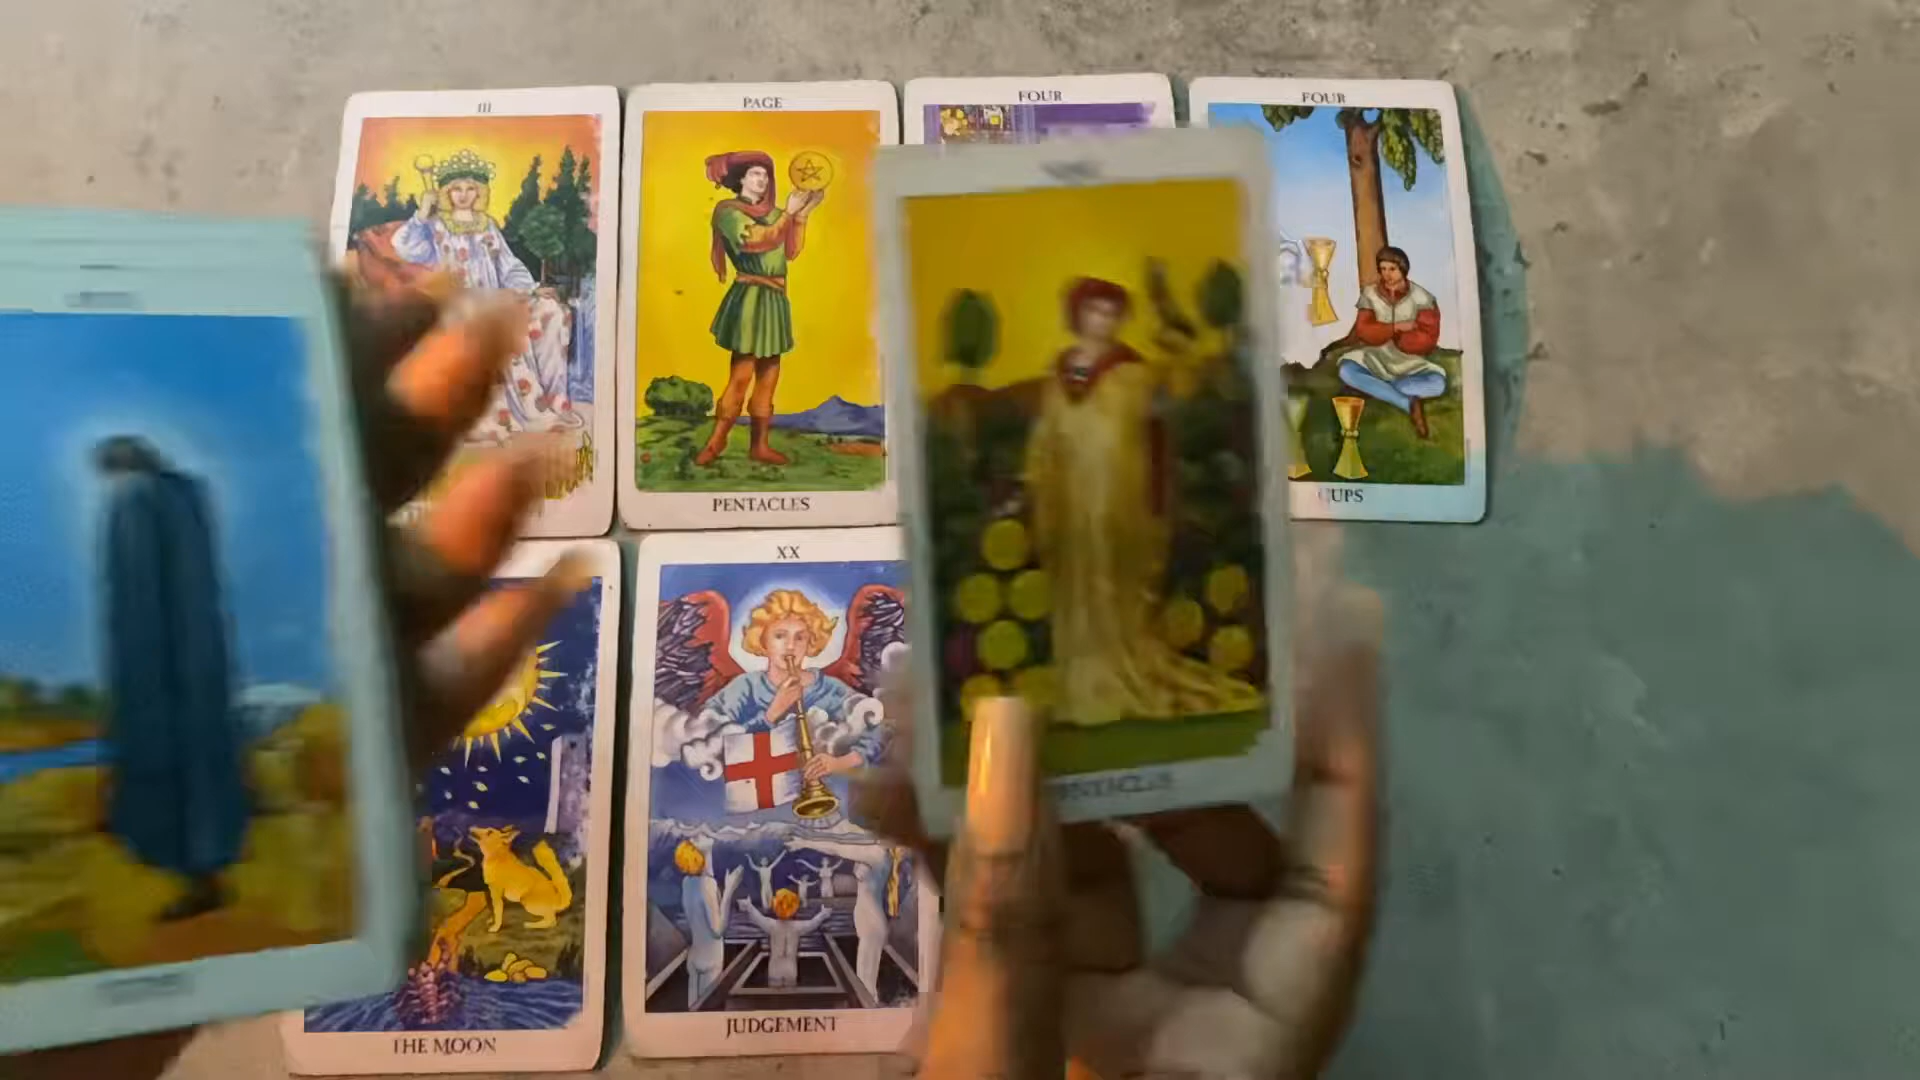 III
PAGE
PENTACLES
FOUR
FOUR
CUPS
THE MOON
XX
JUDGEMENT